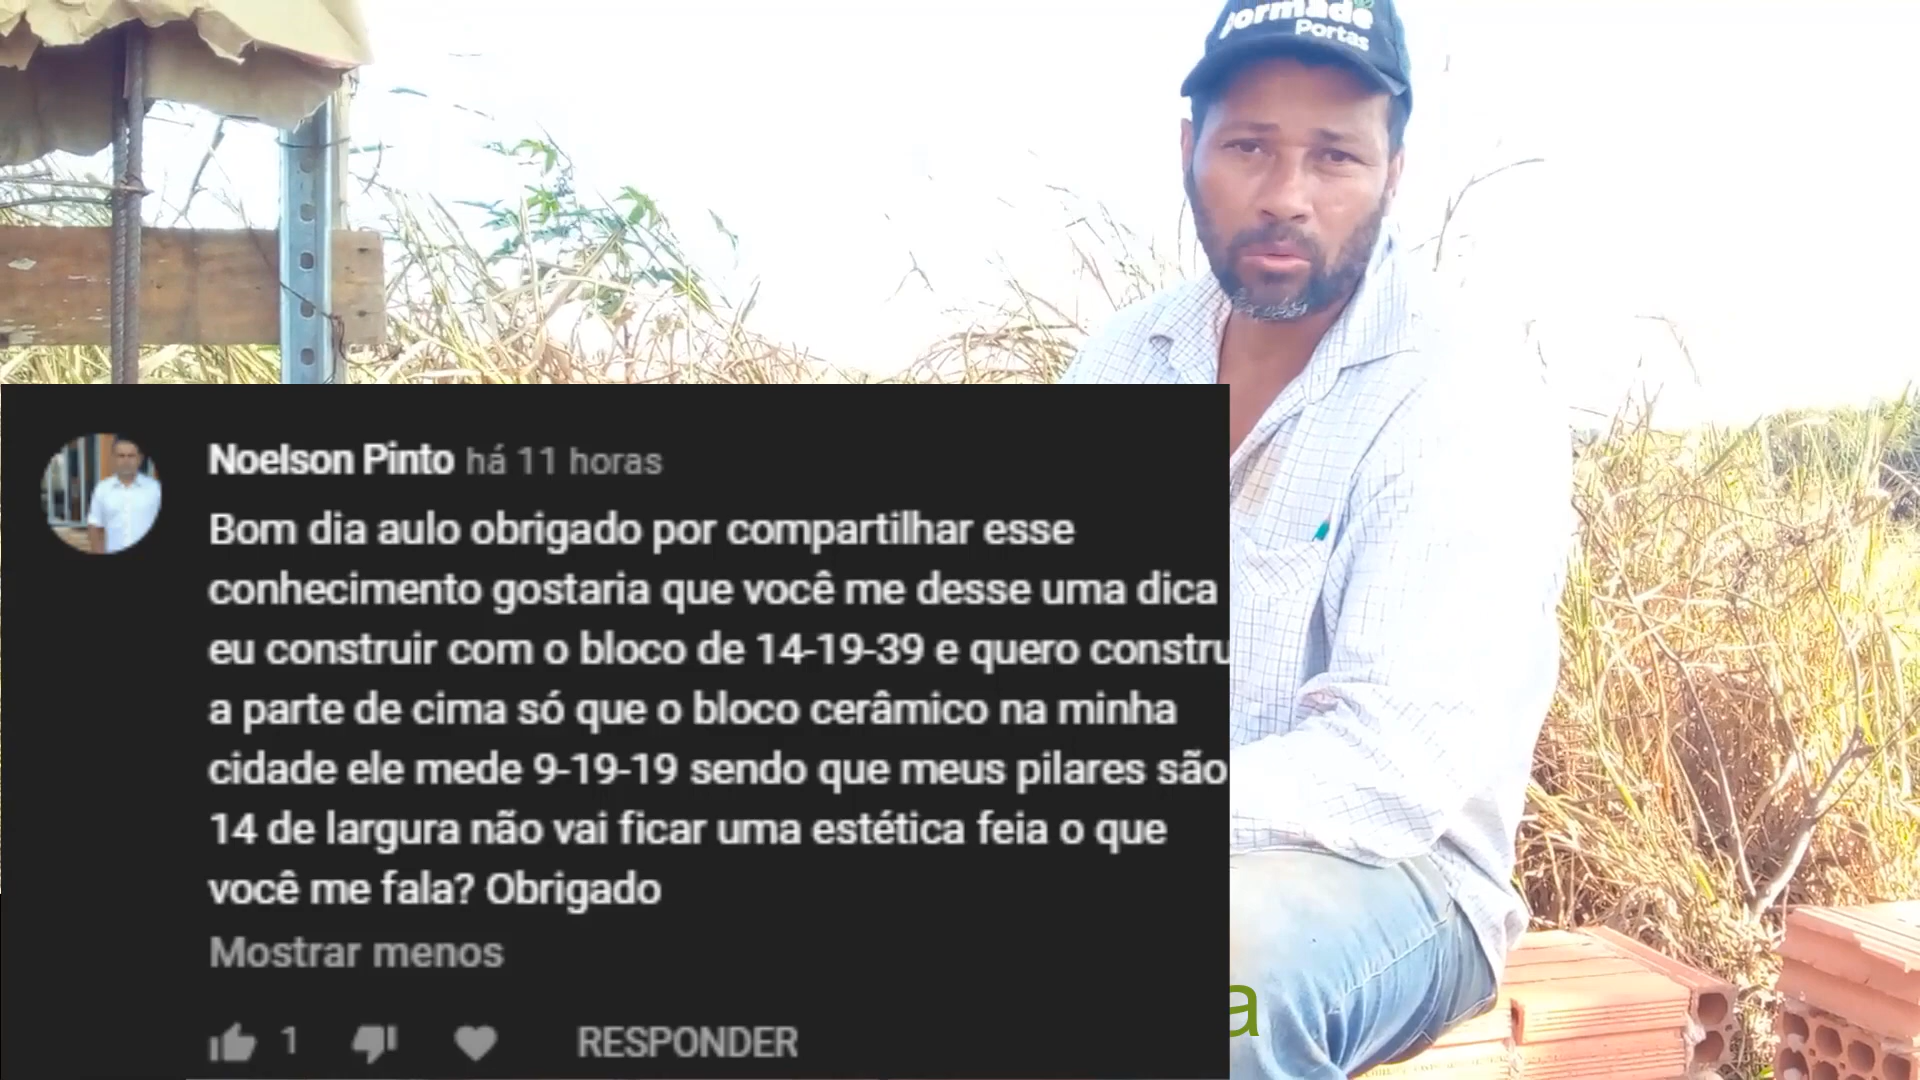 Portas
Noelson Pinto há 11 horas
Bom dia aulo obrigado por compartilhar esse
conhecimento gostaria que você me desse uma dica
eu construir com o bloco de 14-19-39 e quero constru
a parte de cima só que o bloco cerâmico na minha
cidade ele mede 9-19-19 sendo que meus pilares são
14 de largura não vai ficar uma estética feia o que
você me fala? Obrigado
Mostrar menos
1 RESPONDER
a